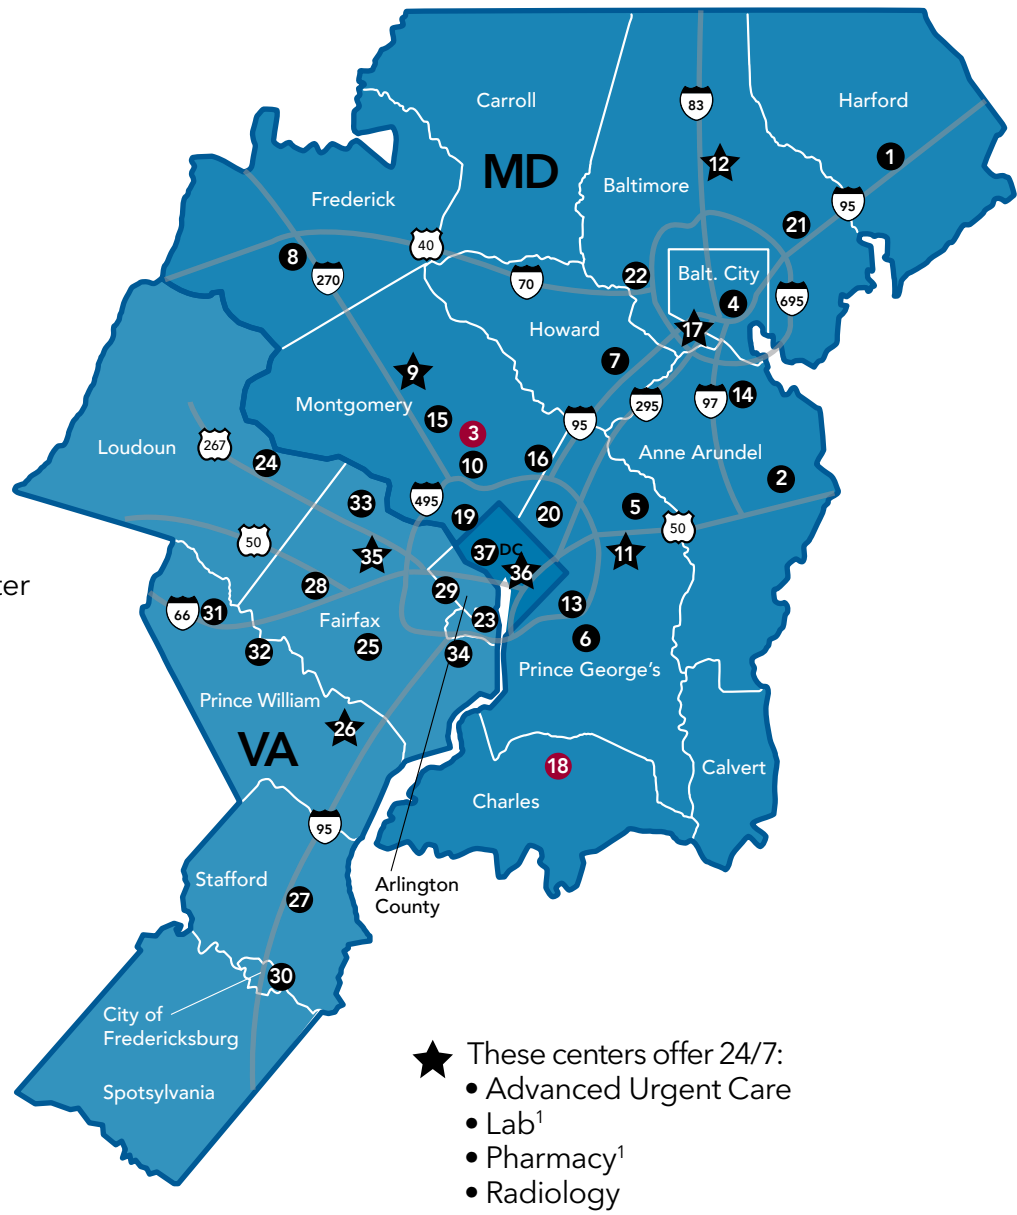 Carroll
Harford
83
MD
12
1
Baltimore
Frederick
95
21
40
8
270
70
22
Balt. City
4
695
Howard
17
7
9
Montgomery
295
97
14
15
3
95
Loudoun
267
24
10
16
Anne Arundel
2
33
495
19
20
5
50
50
35
37
DC
11
36
ter
28
29
13
66
31
Fairfax
23
6
32
25
34
Prince George's
Prince William
26
VA
18
Calvert
Charles
95
Stafford
27
Arlington
County
30
City of
Fredericksburg
Spotsylvania
These centers offer 24/7:
• Advanced Urgent Care
• Lab¹
• Pharmacy¹
• Radiology